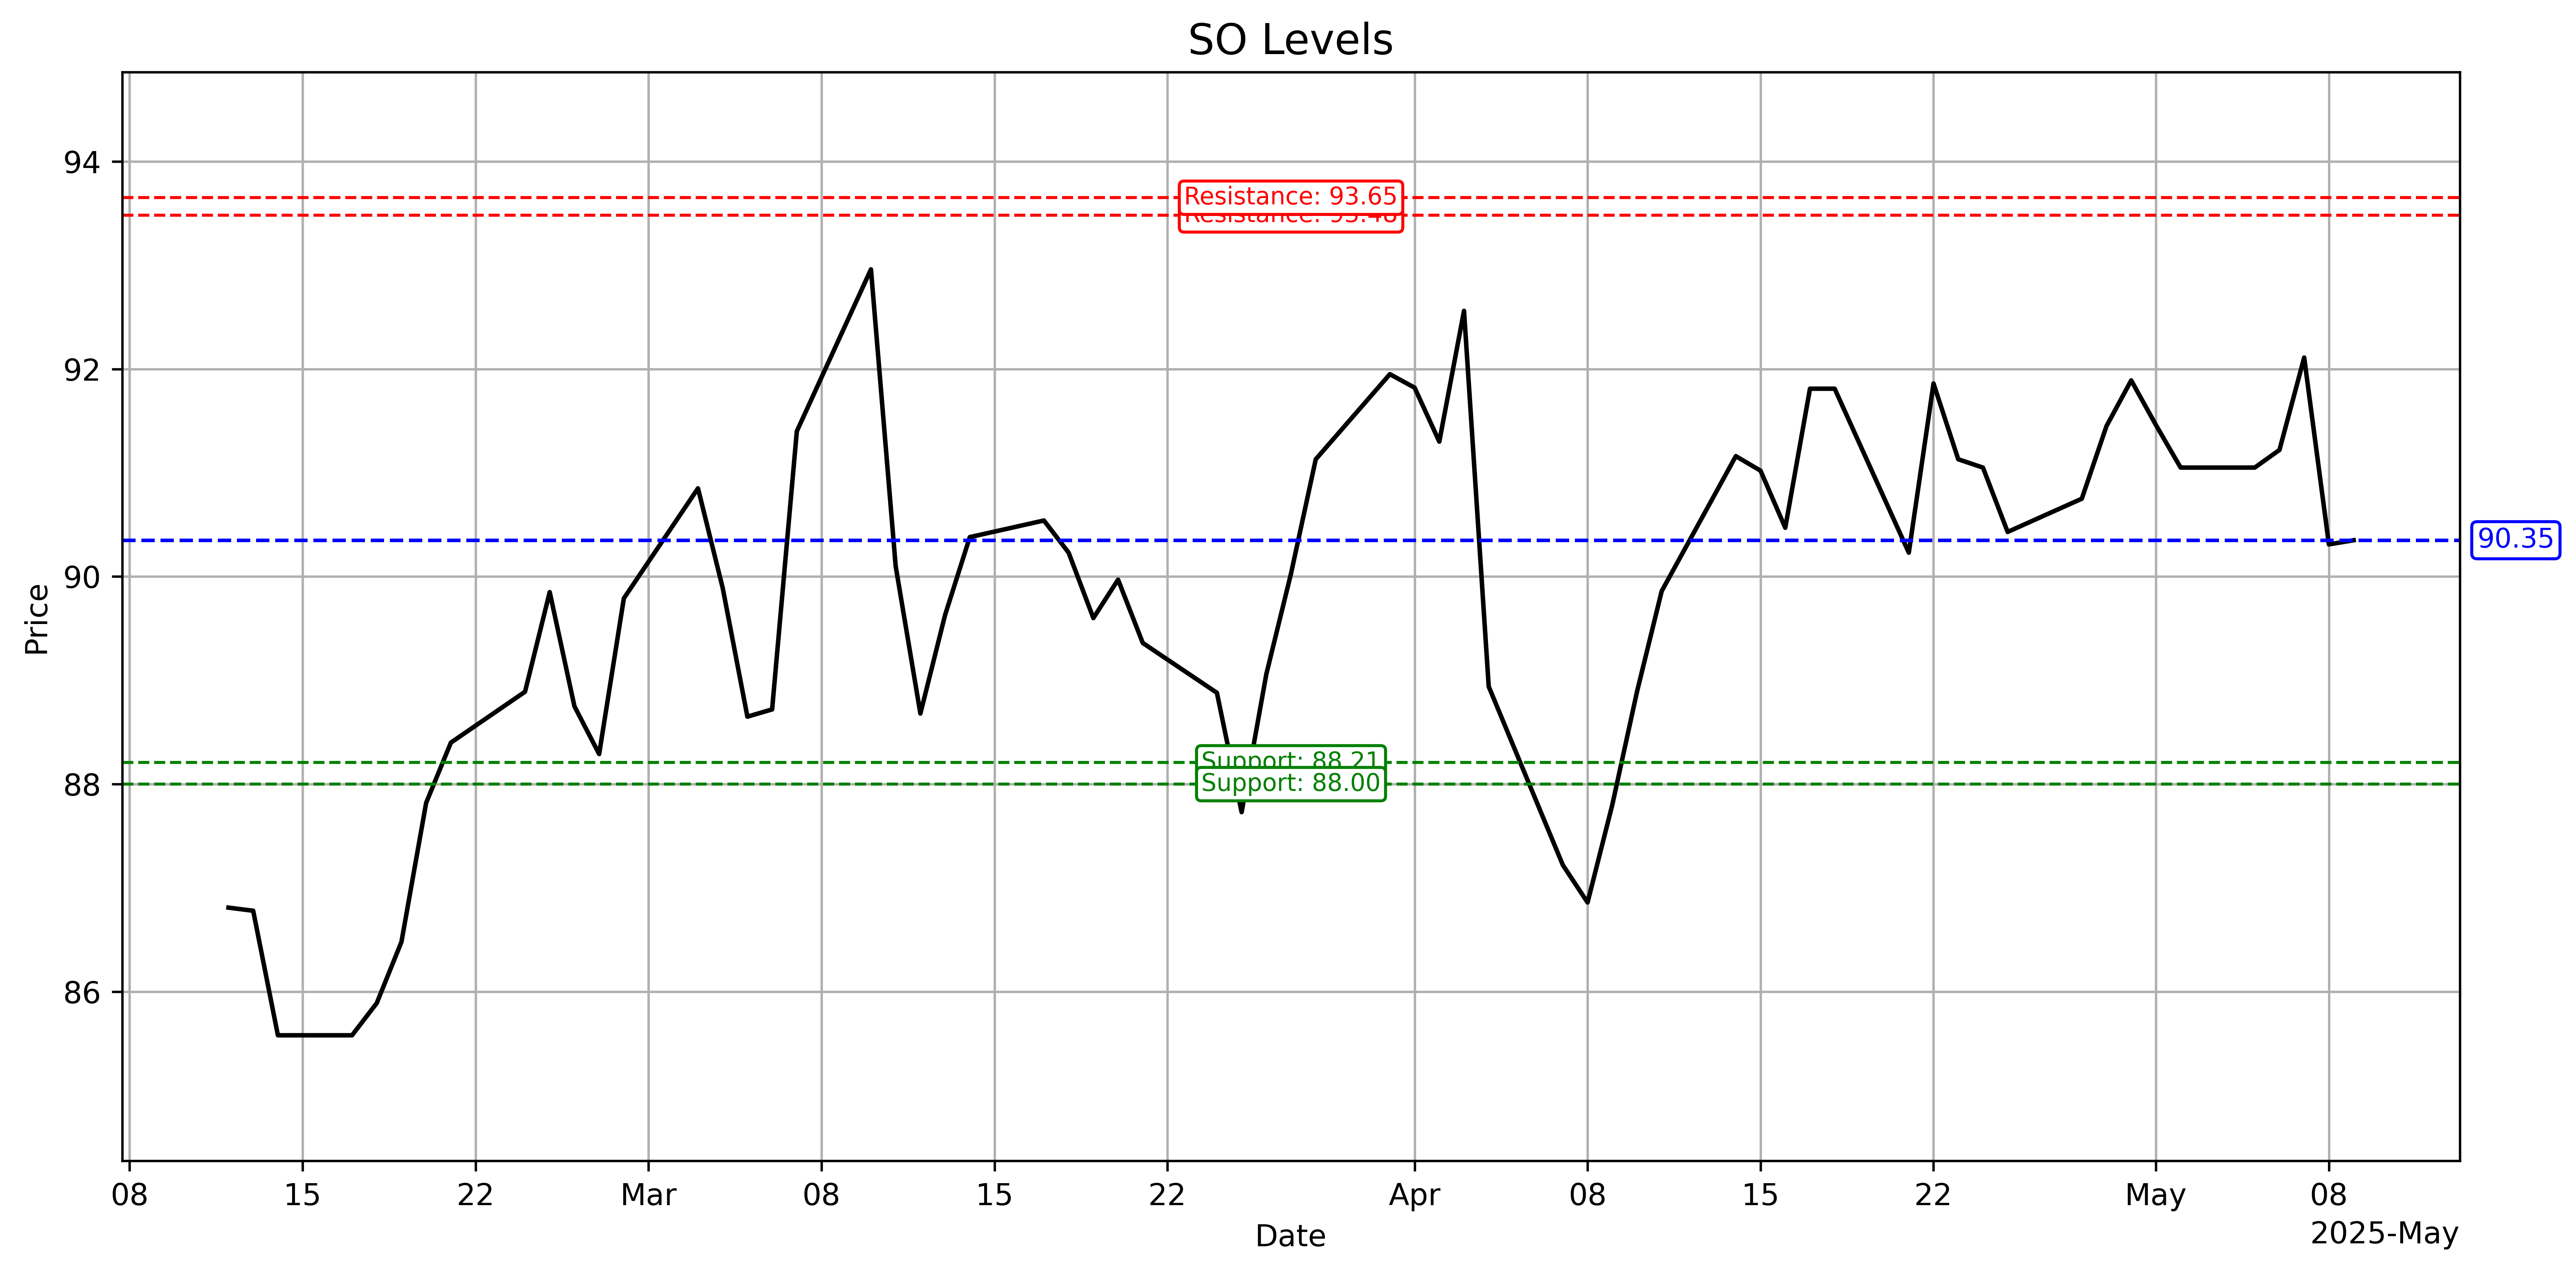 SO Levels
94
92
90
88
86
Price
Resistance: 93.65
Resistance: 93.48
90.35
Support: 88.21
Support: 88.00
08
15
22
Mar
08
15
22
Apr
08
15
22
May
08
Date
2025-May